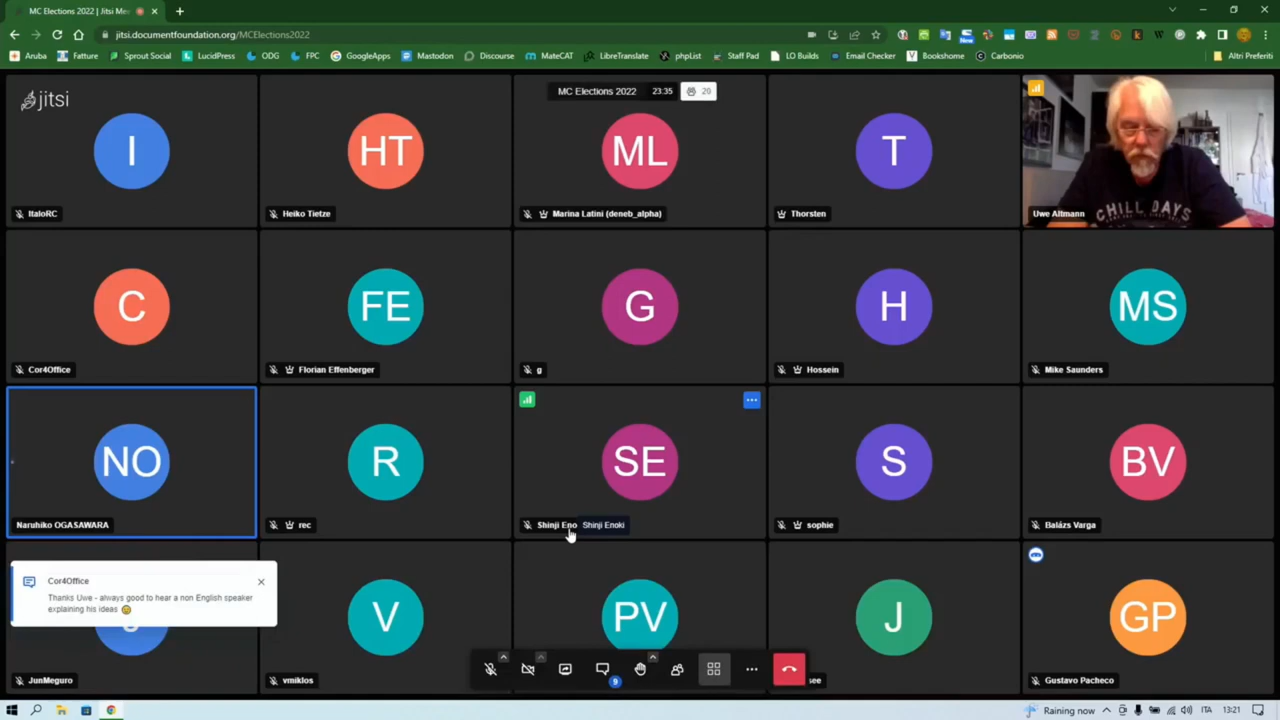 MC Elections 2022 | Jitsi Me
jitsi.documentfoundation.org/MCElections2022
Aruba Fatture Sprout Social LucidPress ODG FPC GoogleApps Mastodon Discourse MateCAT LibreTranslate phpList Staff Pad LO Builds Email Checker Bookshome Carbonio Altri Preferiti
jitsi
MC Elections 2022 23:35 20
I
HT
ML
T
CHILL DAYS
ItaloRC
Heiko Tietze
Marina Latini (deneb_alpha)
Thorsten
Uwe Altmann
C
FE
G
H
MS
Cor4Office
Florian Effenberger
g
Hossein
Mike Saunders
NO
R
SE
S
BV
Naruhiko OGASAWARA
rec
Shinji Eno
Shinji Enoki
sophie
Balázs Varga
Cor4Office
Thanks Uwe - always good to hear a non English speaker
explaining his ideas
V
PV
J
GP
9
JunMeguro
vmiklos
see
Gustavo Pacheco
Raining now ITA 13:21